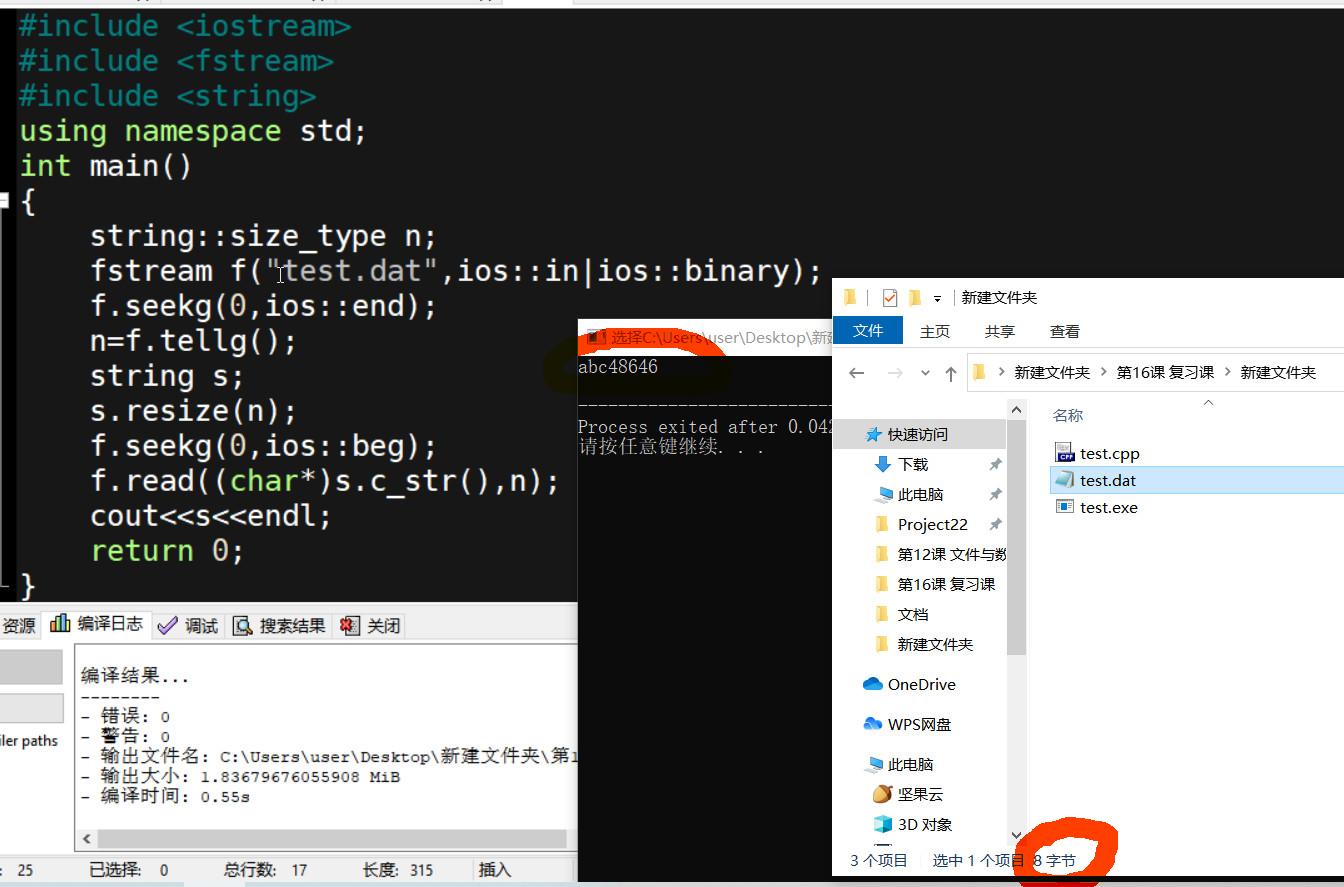 #include <iostream>
#include <fstream>
#include <string>
using namespace std;
int main()
{
string::size_type n;
fstream f("test.dat",ios::in|ios::binary);
f.seekg(0,ios::end);
n=f.tellg();
string s;
s.resize(n);
f.seekg(0,ios::beg);
f.read((char*)s.c_str(),n);
cout<<s<<endl;
return 0;
}
选择C:\Users\user\Desktop\新建
abc48646
--------------------------
Process exited after 0.042
请按任意键继续. . .
新建文件夹
文件 主页 共享 查看
新建文件夹 > 第16课 复习课 > 新建文件夹
快速访问
下载
此电脑
Project22
第12课 文件与数
第16课 复习课
文档
新建文件夹
OneDrive
WPS网盘
此电脑
坚果云
3D 对象
名称
test.cpp
test.dat
test.exe
3 个项目 选中 1 个项目 8 字节
资源 编译日志 调试 搜索结果 关闭
iler paths
编译结果...
--------
- 错误: 0
- 警告: 0
- 输出文件名: C:\Users\user\Desktop\新建文件夹\第1
- 输出大小: 1.83679676055908 MiB
- 编译时间: 0.55s
: 25 已选择: 0 总行数: 17 长度: 315 插入